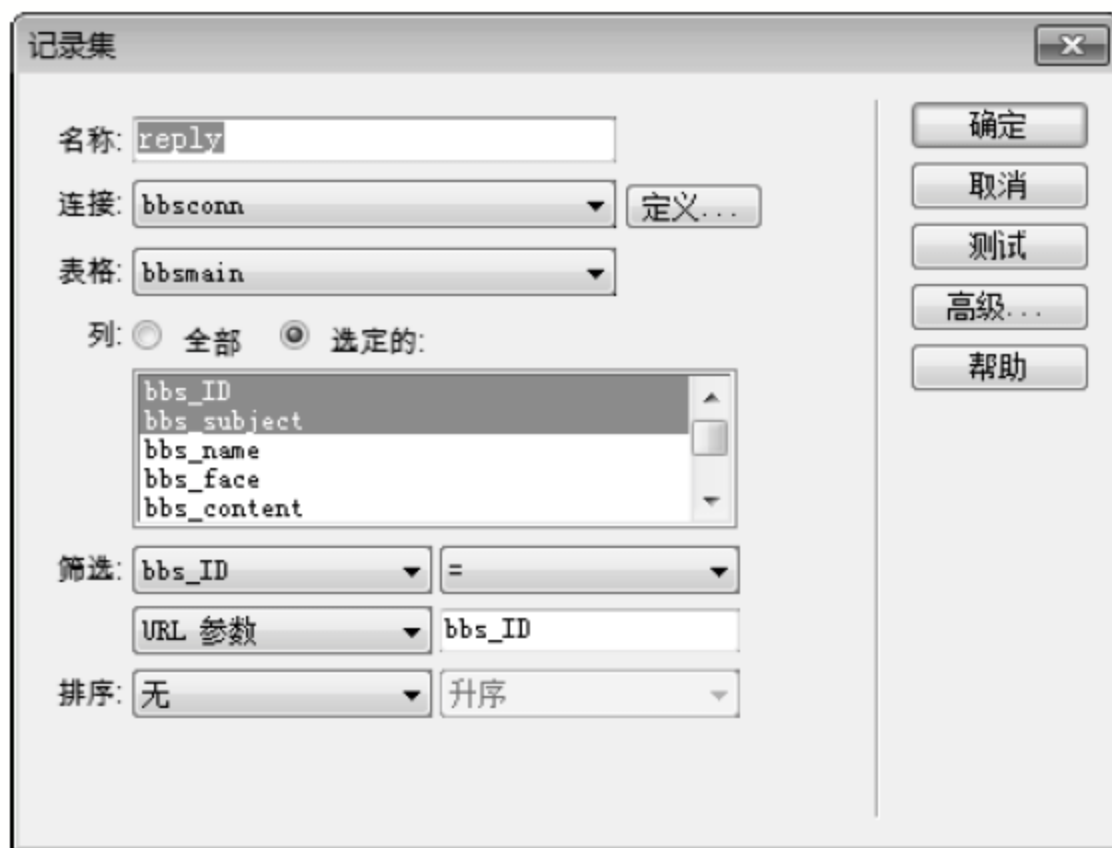 记录集
名称: reply
连接: bbsconn 定义...
表格: bbsmain
列: 全部 选定的:
bbs_ID
bbs_subject
bbs_name
bbs_face
bbs_content
筛选: bbs_ID =
URL 参数 bbs_ID
排序: 无 升序
确定
取消
测试
高级...
帮助